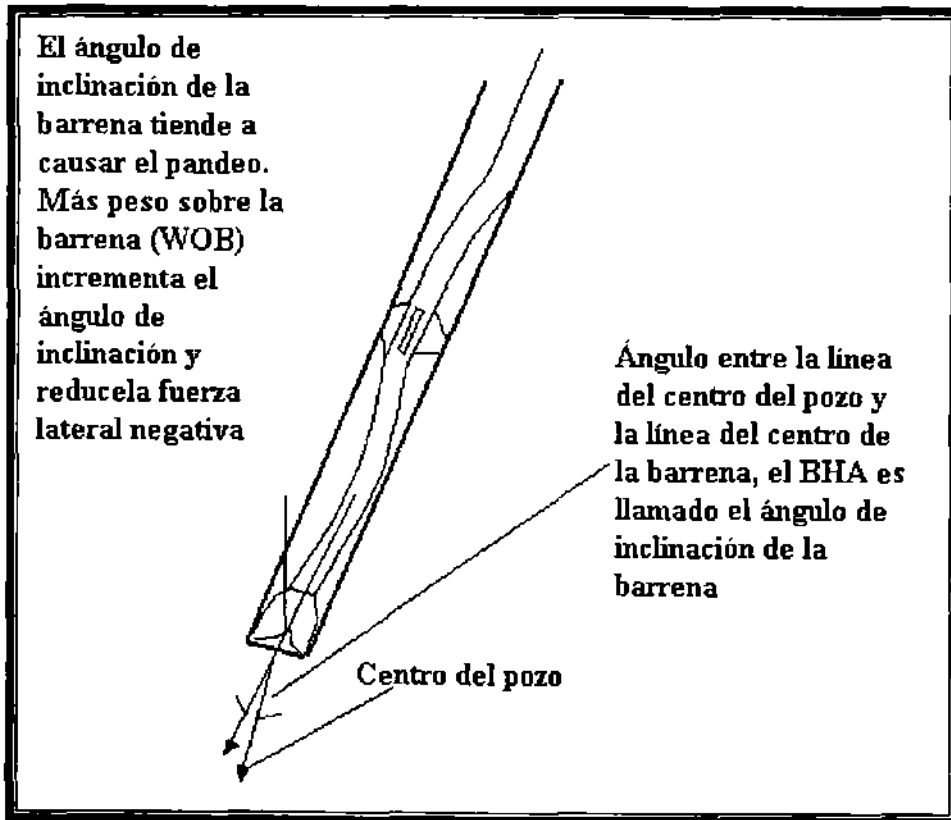 El ángulo de
inclinación de la
barrena tiende a
causar el pandeo.
Más peso sobre la
barrena (WOB)
incrementa el
ángulo de
inclinación y
reducela fuerza
lateral negativa
Ángulo entre la línea
del centro del pozo y
la línea del centro de
la barrena, el BHA es
llamado el ángulo de
inclinación de la
barrena
Centro del pozo